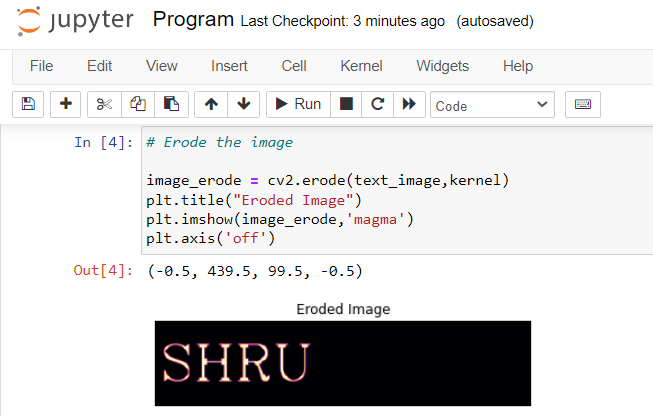 jupyter Program Last Checkpoint: 3 minutes ago (autosaved)
File Edit View Insert Cell Kernel Widgets Help
Run Code
In [4]: # Erode the image
image_erode = cv2.erode(text_image,kernel)
plt.title("Eroded Image")
plt.imshow(image_erode,'magma')
plt.axis('off')
Out[4]: (-0.5, 439.5, 99.5, -0.5)
Eroded Image
SHRU